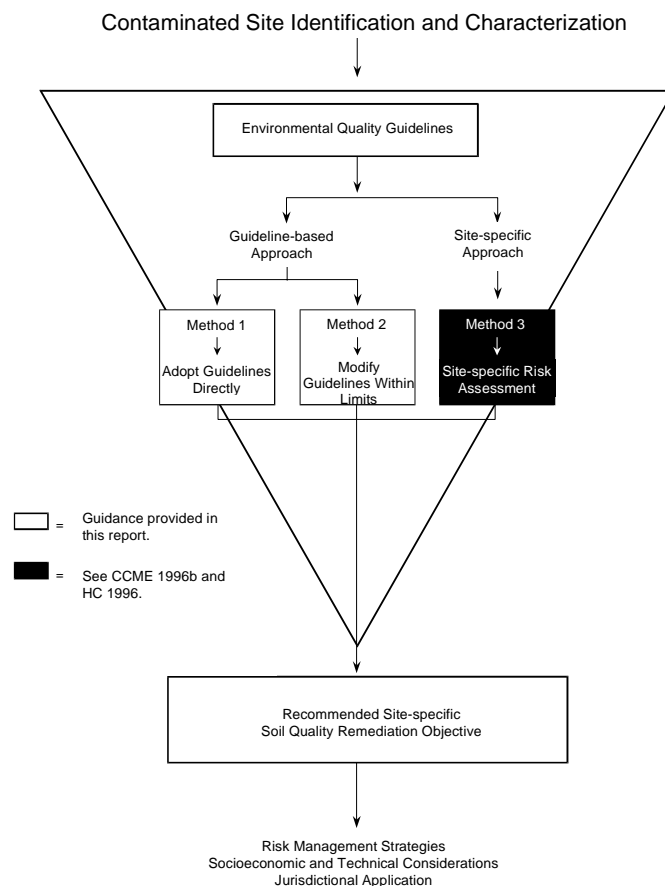 Contaminated Site Identification and Characterization
Environmental Quality Guidelines
Guideline-based
Approach
Site-specific
Approach
Method 1
Adopt Guidelines
Directly
Method 2
Modify
Guidelines Within
Limits
Method 3
Site-specific Risk
Assessment
= Guidance provided in
this report.
= See CCME 1996b and
HC 1996.
Recommended Site-specific
Soil Quality Remediation Objective
Risk Management Strategies
Socioeconomic and Technical Considerations
Jurisdictional Application